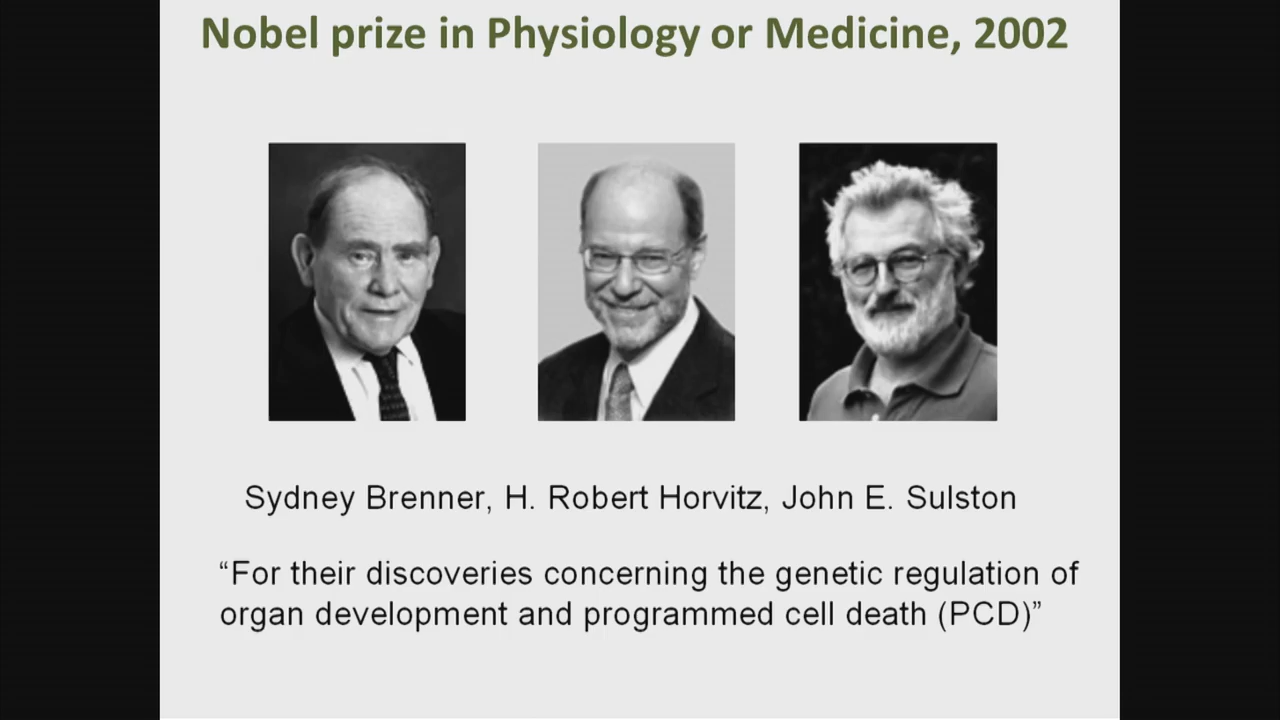 Nobel prize in Physiology or Medicine, 2002
Sydney Brenner, H. Robert Horvitz, John E. Sulston
“For their discoveries concerning the genetic regulation of
organ development and programmed cell death (PCD)”